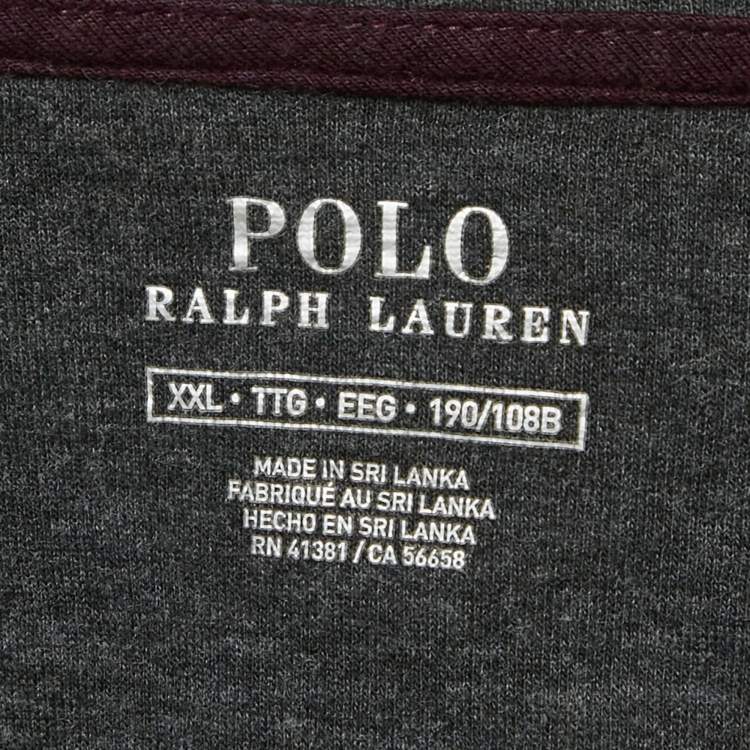 POLO
RALPH LAUREN
XXL • TTG • EEG • 190/108B
MADE IN SRI LANKA
FABRIQUÉ AU SRI LANKA
HECHO EN SRI LANKA
RN 41381 / CA 56658